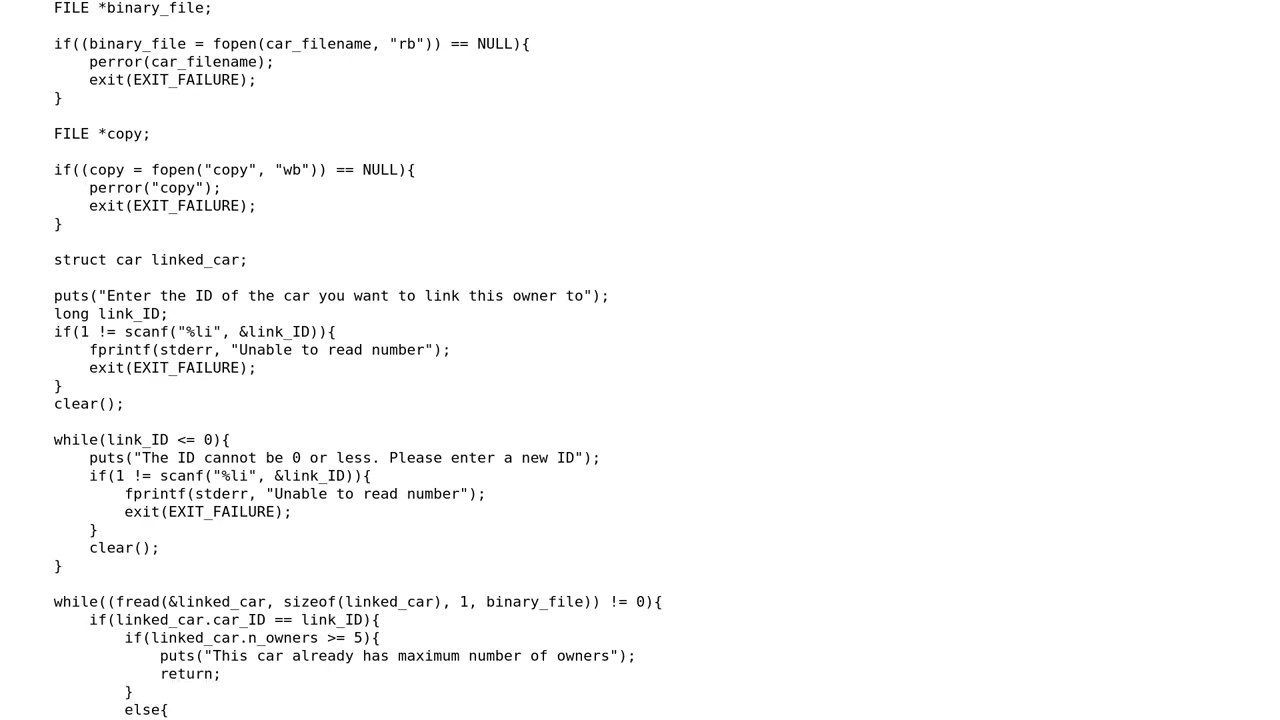 FILE *binary_file;
if((binary_file = fopen(car_filename, "rb")) == NULL){
perror(car_filename);
exit(EXIT_FAILURE);
}
FILE *copy;
if((copy = fopen("copy", "wb")) == NULL){
perror("copy");
exit(EXIT_FAILURE);
}
struct car linked_car;
puts("Enter the ID of the car you want to link this owner to");
long link_ID;
if(1 != scanf("%li", &link_ID)){
fprintf(stderr, "Unable to read number");
exit(EXIT_FAILURE);
}
clear();
while(link_ID <= 0){
puts("The ID cannot be 0 or less. Please enter a new ID");
if(1 != scanf("%li", &link_ID)){
fprintf(stderr, "Unable to read number");
exit(EXIT_FAILURE);
}
clear();
}
while((fread(&linked_car, sizeof(linked_car), 1, binary_file)) != 0){
if(linked_car.car_ID == link_ID){
if(linked_car.n_owners >= 5){
puts("This car already has maximum number of owners");
return;
}
else{